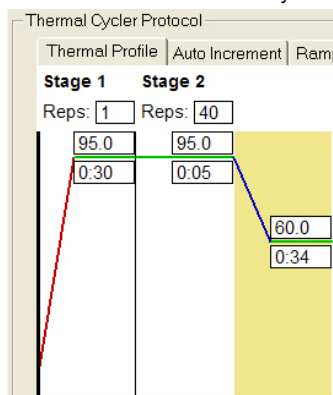 Thermal Cycler Protocol
Thermal Profile Auto Increment
Stage 1 Stage 2
Reps: 1 Reps: 40
95.0 95.0
0:30 0:05
60.0
0:34